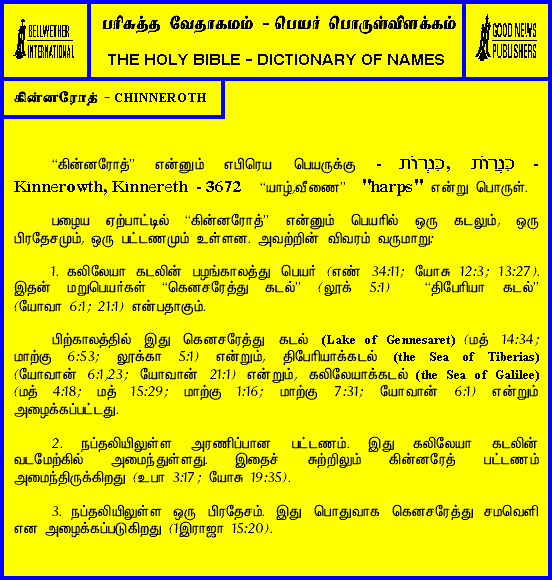 BELLWETHER
INTERNATIONAL
பரிசுத்த வேதாகமம் - பெயர் பொருள்விளக்கம்
THE HOLY BIBLE - DICTIONARY OF NAMES
GOOD NEWS
PUBLISHERS
கின்னரோத் - CHINNEROTH
“கின்னரோத்” என்னும் எபிரெய பெயருக்கு - כִּנְרוֹת, כִּנֲרוֹת -
Kinnerowth, Kinnereth - 3672 “யாழ்,வீணை” "harps" என்று பொருள்.
பழைய ஏற்பாட்டில் “கின்னரோத்” என்னும் பெயரில் ஒரு கடலும், ஒரு
பிரதேசமும், ஒரு பட்டணமும் உள்ளன. அவற்றின் விவரம் வருமாறு:
1. கலிலேயா கடலின் பழங்காலத்து பெயர் (எண் 34:11; யோசு 12:3; 13:27).
இதன் மறுபெயர்கள் “கெனசரேத்து கடல்” (லூக் 5:1) “திபேரியா கடல்”
(யோவா 6:1; 21:1) என்பதாகும்.
பிற்காலத்தில் இது கெனசரேத்து கடல் (Lake of Gennesaret) (மத் 14:34;
மாற்கு 6:53; லூக்கா 5:1) என்றும், திபேரியாக்கடல் (the Sea of Tiberias)
(யோவான் 6:1,23; யோவான் 21:1) என்றும், கலிலேயாக்கடல் (the Sea of Galilee)
(மத் 4:18; மத் 15:29; மாற்கு 1:16; மாற்கு 7:31; யோவான் 6:1) என்றும்
அழைக்கப்பட்டது.
2. நப்தலியிலுள்ள அரணிப்பான பட்டணம். இது கலிலேயா கடலின்
வடமேற்கில் அமைந்துள்ளது. இதைச் சுற்றிலும் கின்னரேத் பட்டணம்
அமைந்திருக்கிறது (உபா 3:17; யோசு 19:35).
3. நப்தலியிலுள்ள ஒரு பிரதேசம். இது பொதுவாக கெனசரேத்து சமவெளி
என அழைக்கப்படுகிறது (1இராஜா 15:20).